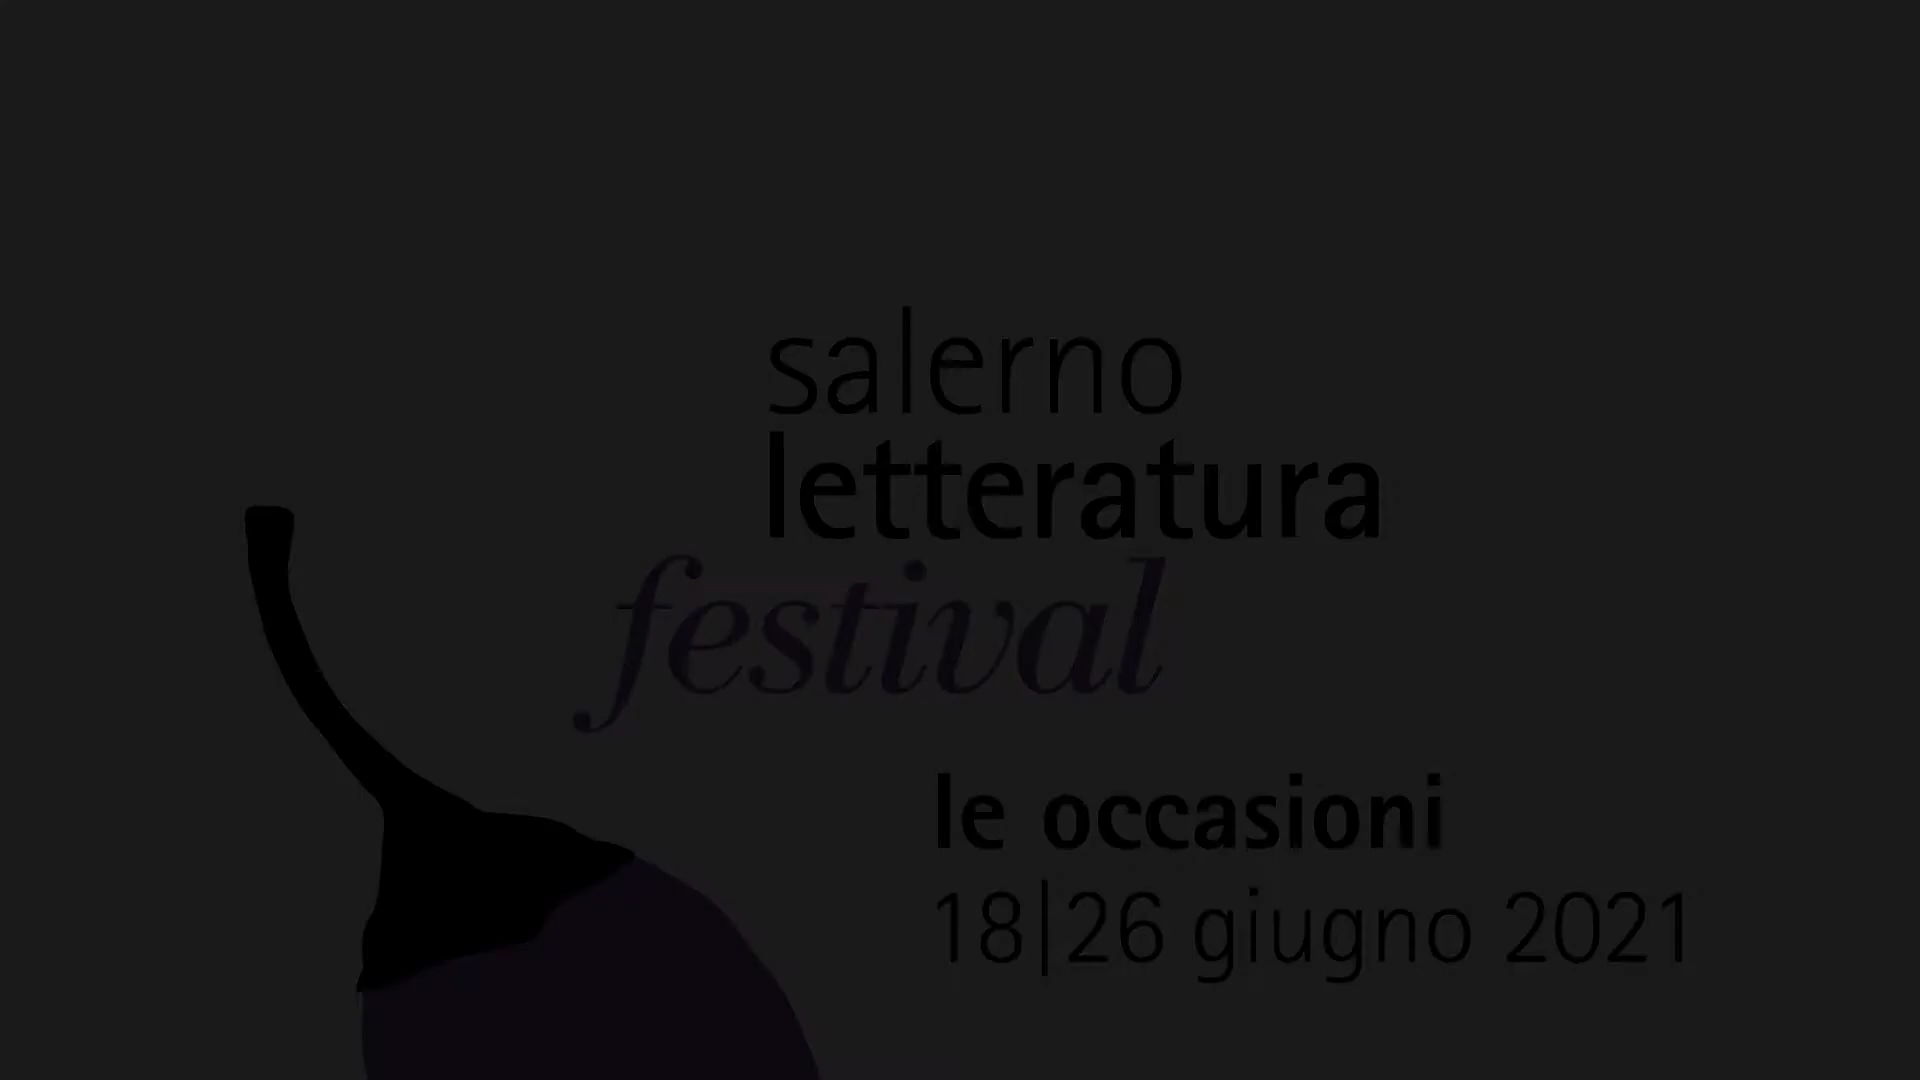 salerno
letteratura
festival
le occasioni
18|26 giugno 2021